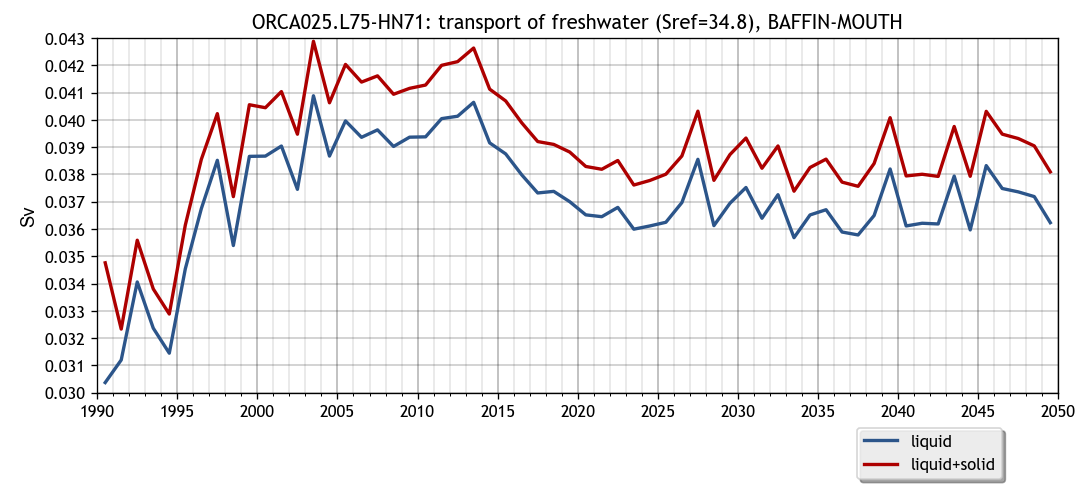 ORCA025.L75-HN71: transport of freshwater (Sref=34.8), BAFFIN-MOUTH
0.043
0.042
0.041
0.040
0.039
0.038
0.037
0.036
0.035
0.034
0.033
0.032
0.031
0.030
Sv
1990 1995 2000 2005 2010 2015 2020 2025 2030 2035 2040 2045 2050
liquid
liquid+solid